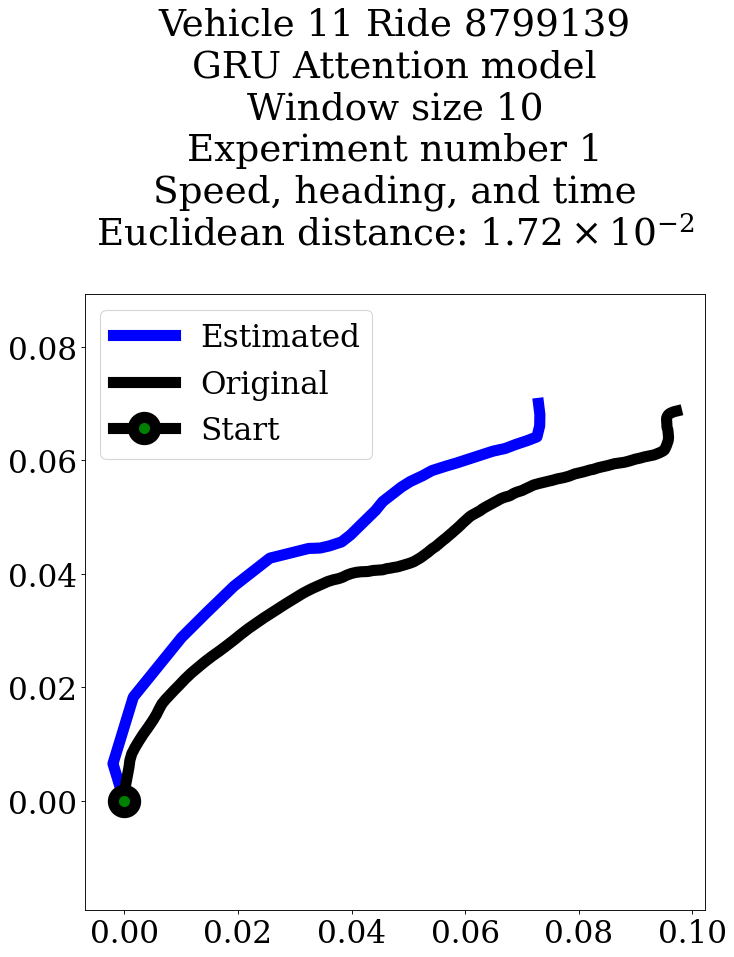 Vehicle 11 Ride 8799139
GRU Attention model
Window size 10
Experiment number 1
Speed, heading, and time
Euclidean distance: 1.72 × 10⁻²
Estimated
Original
Start
0.08
0.06
0.04
0.02
0.00
0.00 0.02 0.04 0.06 0.08 0.10